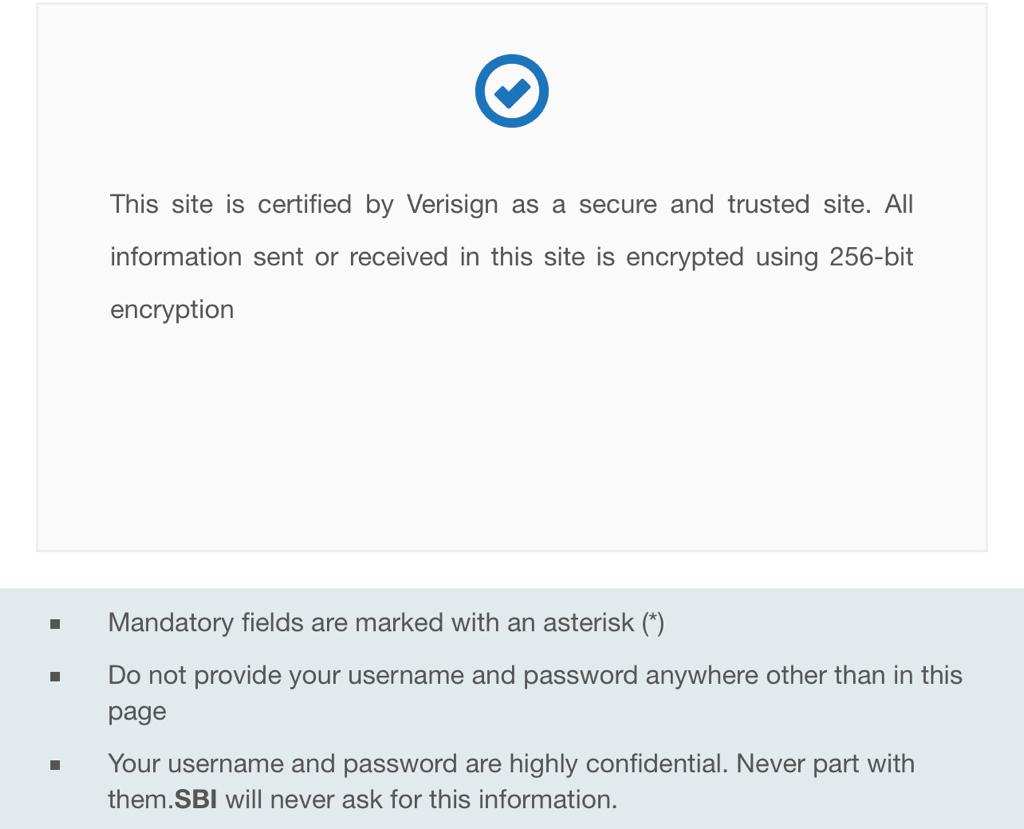 This site is certified by Verisign as a secure and trusted site. All
information sent or received in this site is encrypted using 256-bit
encryption
Mandatory fields are marked with an asterisk (*)
Do not provide your username and password anywhere other than in this
page
Your username and password are highly confidential. Never part with
them.SBI will never ask for this information.